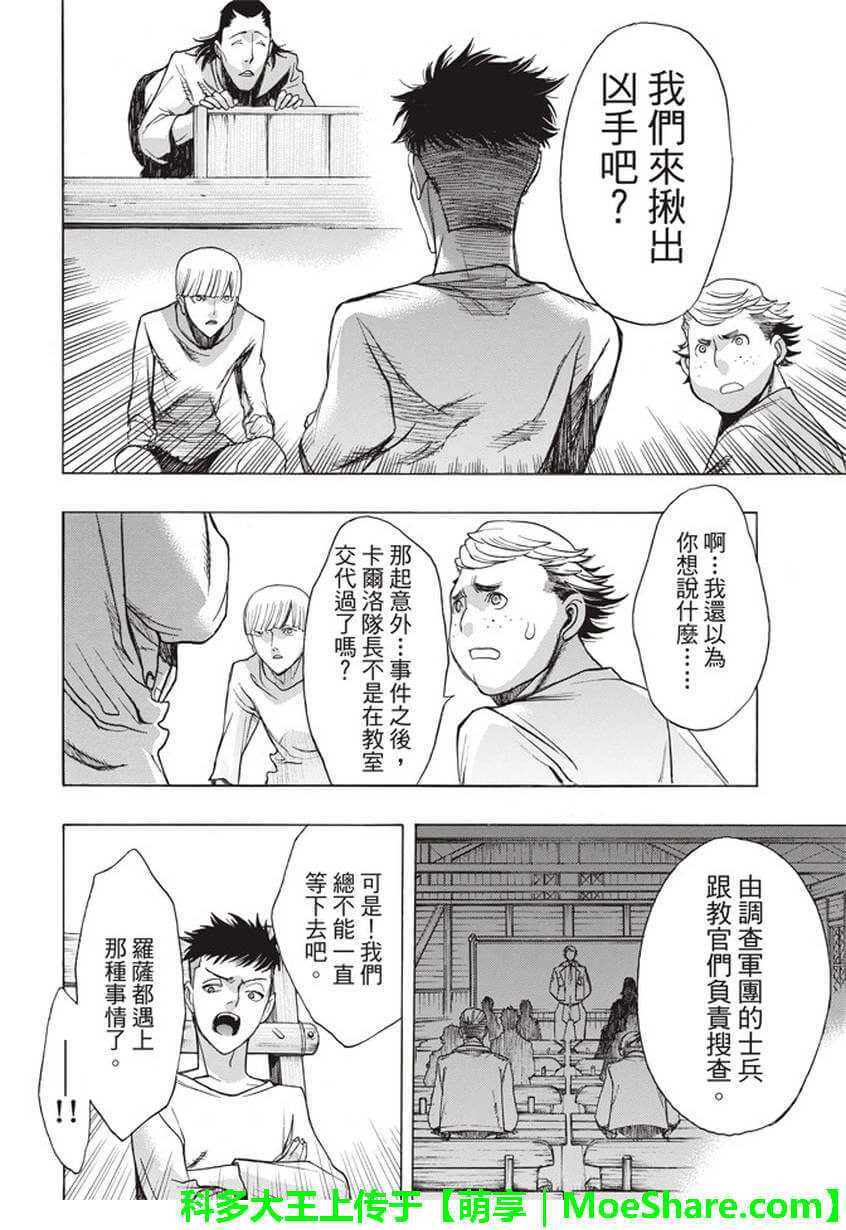 我們來揪出
凶手吧？
啊…我還以為
你想說什麼……
那起意外…事件之後，
卡爾洛隊長不是在教室
交代過了嗎？
由調查軍團的士兵
跟教官們負責搜查。
可是！我們
總不能一直
等下去吧。
羅薩都遇上
那種事情了。
——!!
科多大王上传于【萌享｜MoeShare.com】